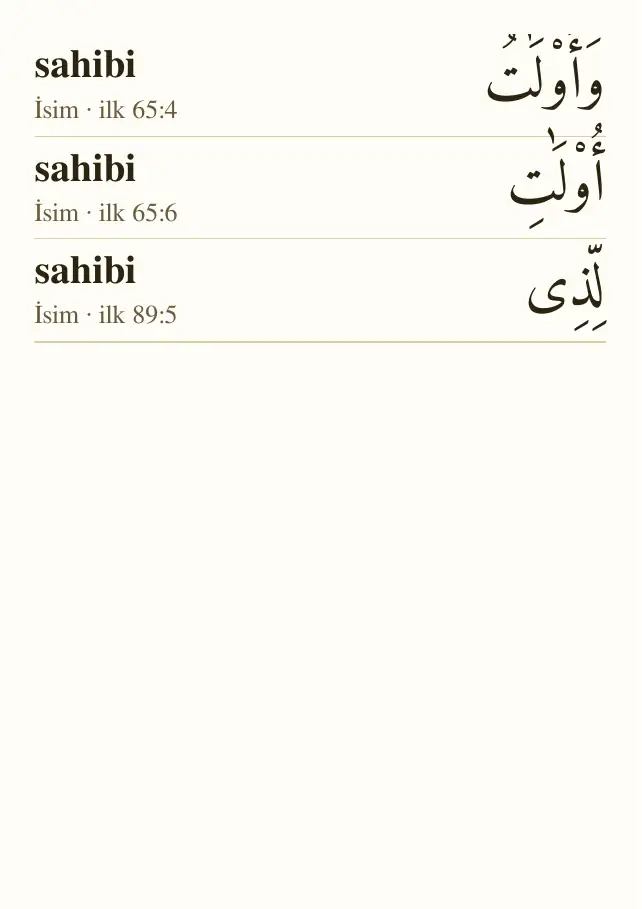 sahibi وَأُو۟لَـٰتُ
İsim · ilk 65:4
sahibi أُو۟لَـٰتِ
İsim · ilk 65:6
sahibi لِّذِى
İsim · ilk 89:5